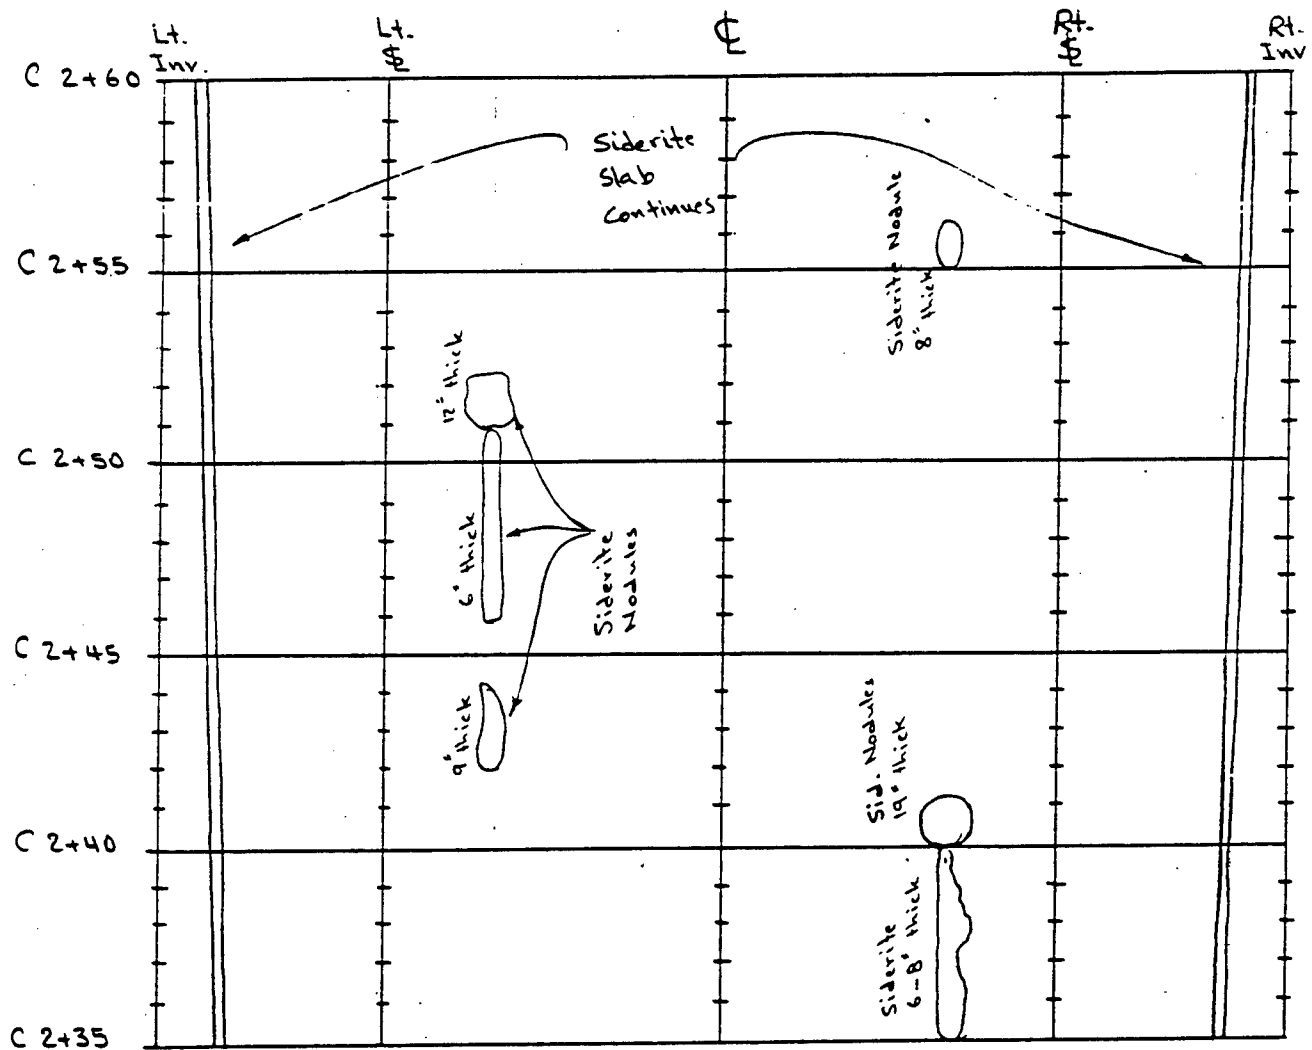 Lt.
Inv.
Lt.
S̵L
℄
Rt.
S̵L
Rt.
Inv
C 2+60
Siderite
Slab
Continues
C 2+55
Siderite Nodule
8" thick
12" thick
C 2+50
6" thick
Siderite
Nodules
C 2+45
9" thick
Sid. Nodules
19" thick
C 2+40
Siderite
6-8" thick
C 2+35